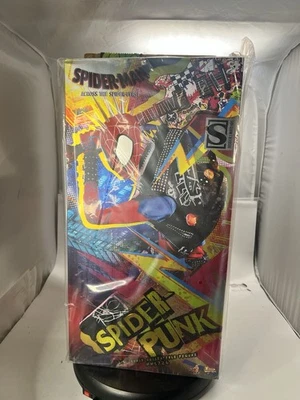 SPIDER-MAN
ACROSS THE SPIDER-VERSE
S
SPIDER-
PUNK